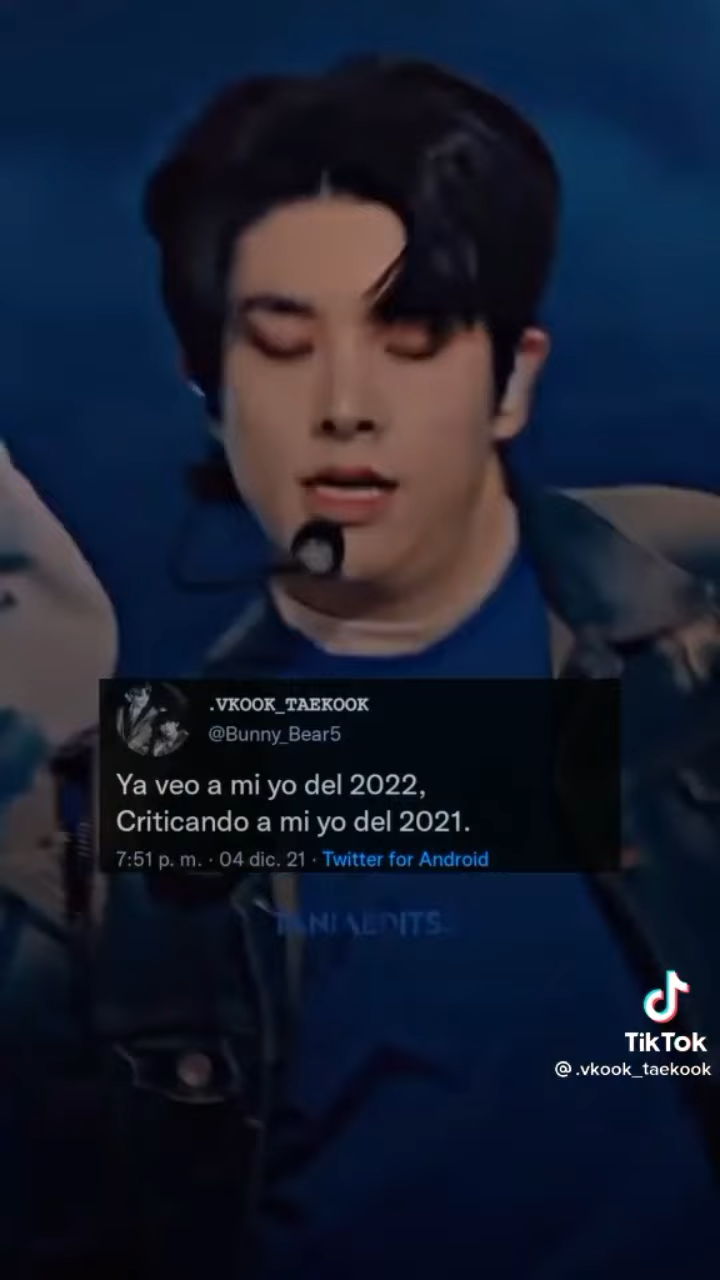 .VKOOK_TAEKOOK
@Bunny_Bear5
Ya veo a mi yo del 2022,
Criticando a mi yo del 2021.
7:51 p. m. · 04 dic. 21 · Twitter for Android
TANIAEDITS.
TikTok
@.vkook_taekook